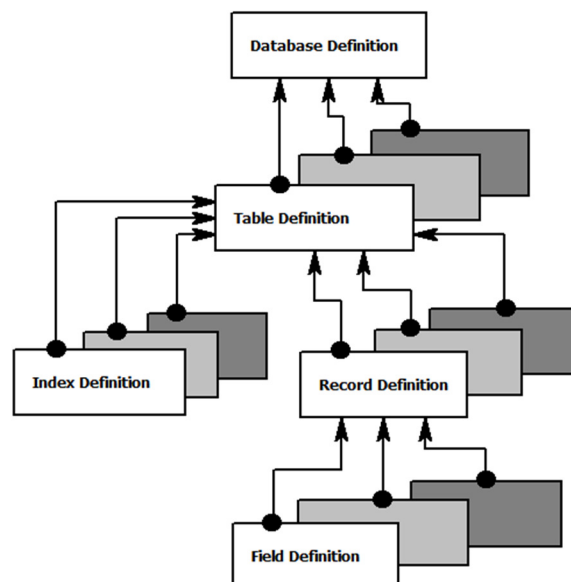 Database Definition
Table Definition
Index Definition
Record Definition
Field Definition